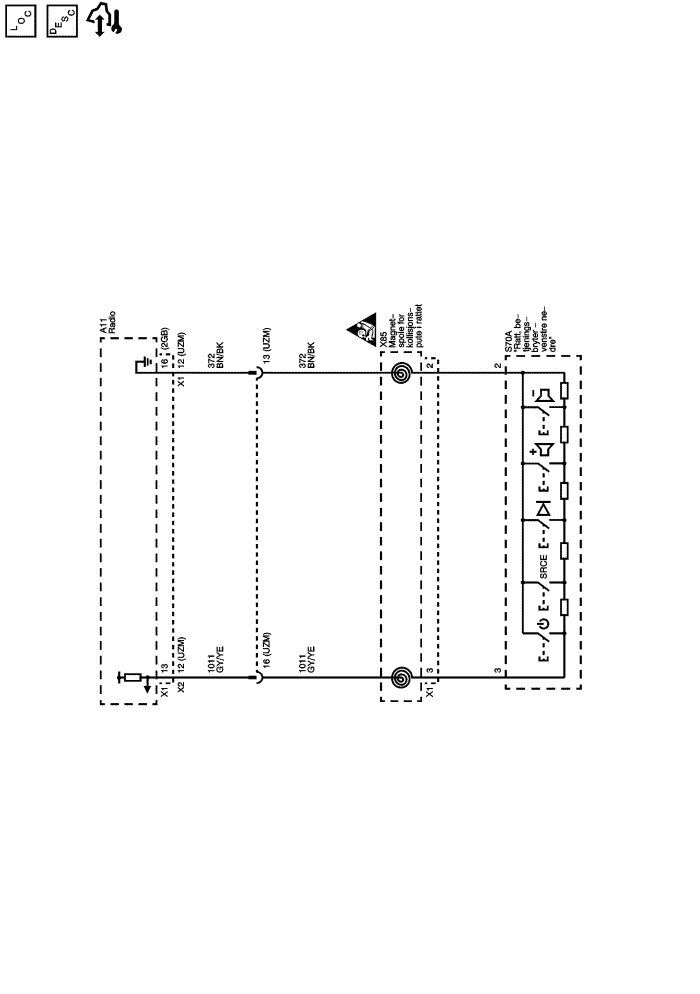 LOC
DESC
A11
Radio
16 (2GB)
X1 12 (UZM)
372
BN/BK
13 (UZM)
372
BN/BK
X85
Magnet–
spole for
kollisjons–
pute i rattet
2
2
S70A
"Ratt, be–
tjenings–
bryter –
venstre ne–
dre"
–
+
SRCE
X1 13
X2 12 (UZM)
1011
GY/YE
16 (UZM)
1011
GY/YE
X1 3
3